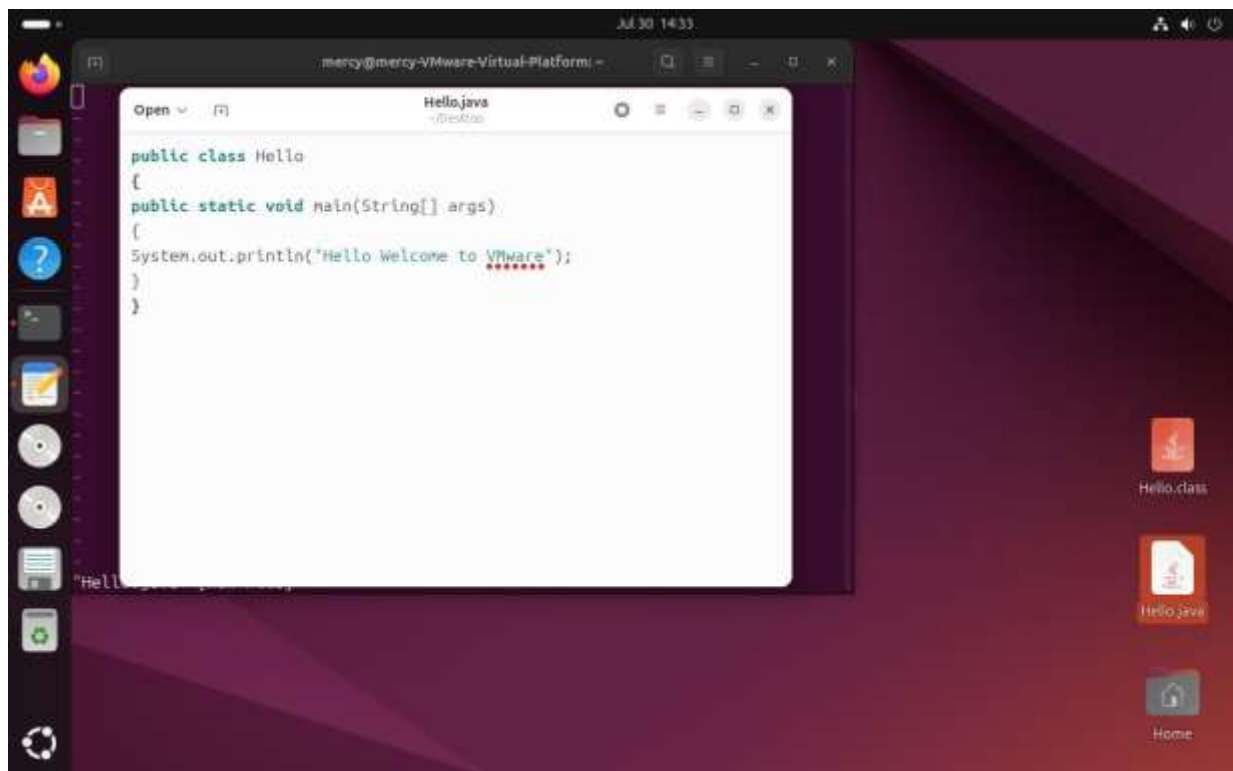 Jul 30 14:33
mercy@mercy-VMware-Virtual-Platform: ~
Open
Hello.java
~/Desktop
public class Hello
{
public static void main(String[] args)
{
System.out.println("Hello Welcome to VMware");
}
}
"Hell
Hello.class
Hello.java
Home